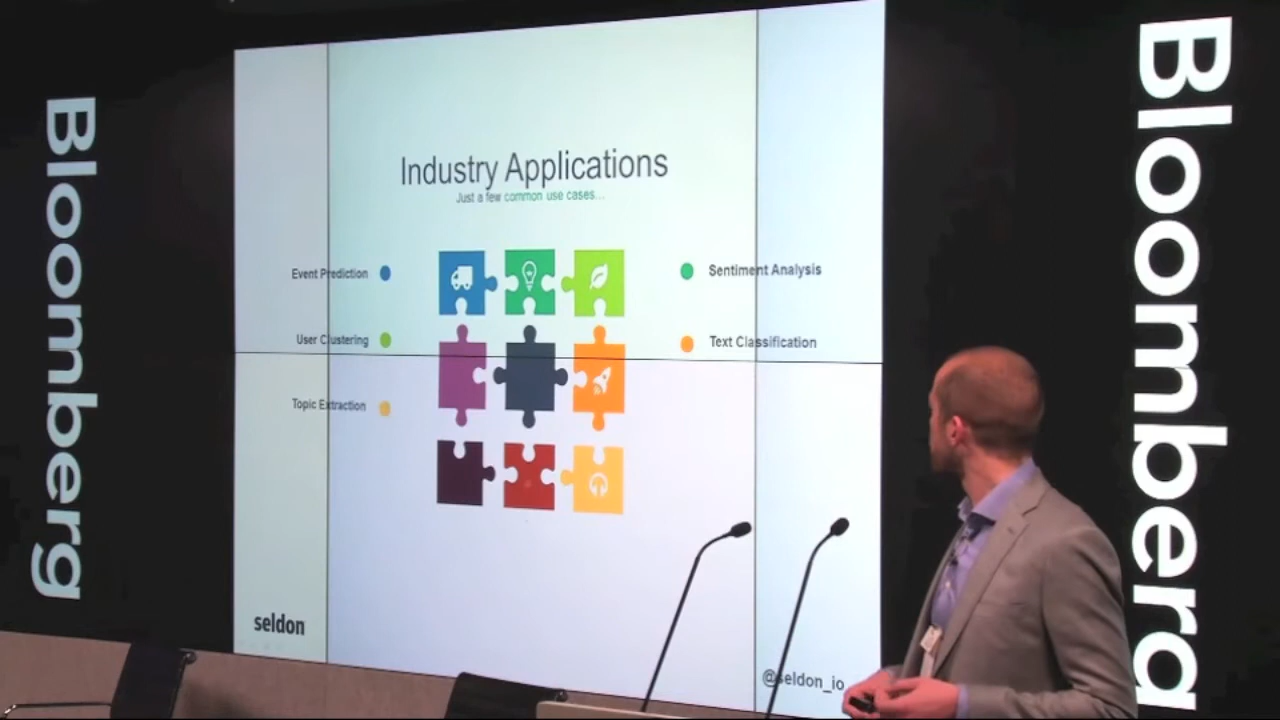 Bloomberg
Industry Applications
Just a few common use cases...
Event Prediction
Sentiment Analysis
User Clustering
Text Classification
Topic Extraction
seldon
@seldon_io
Bloomberg